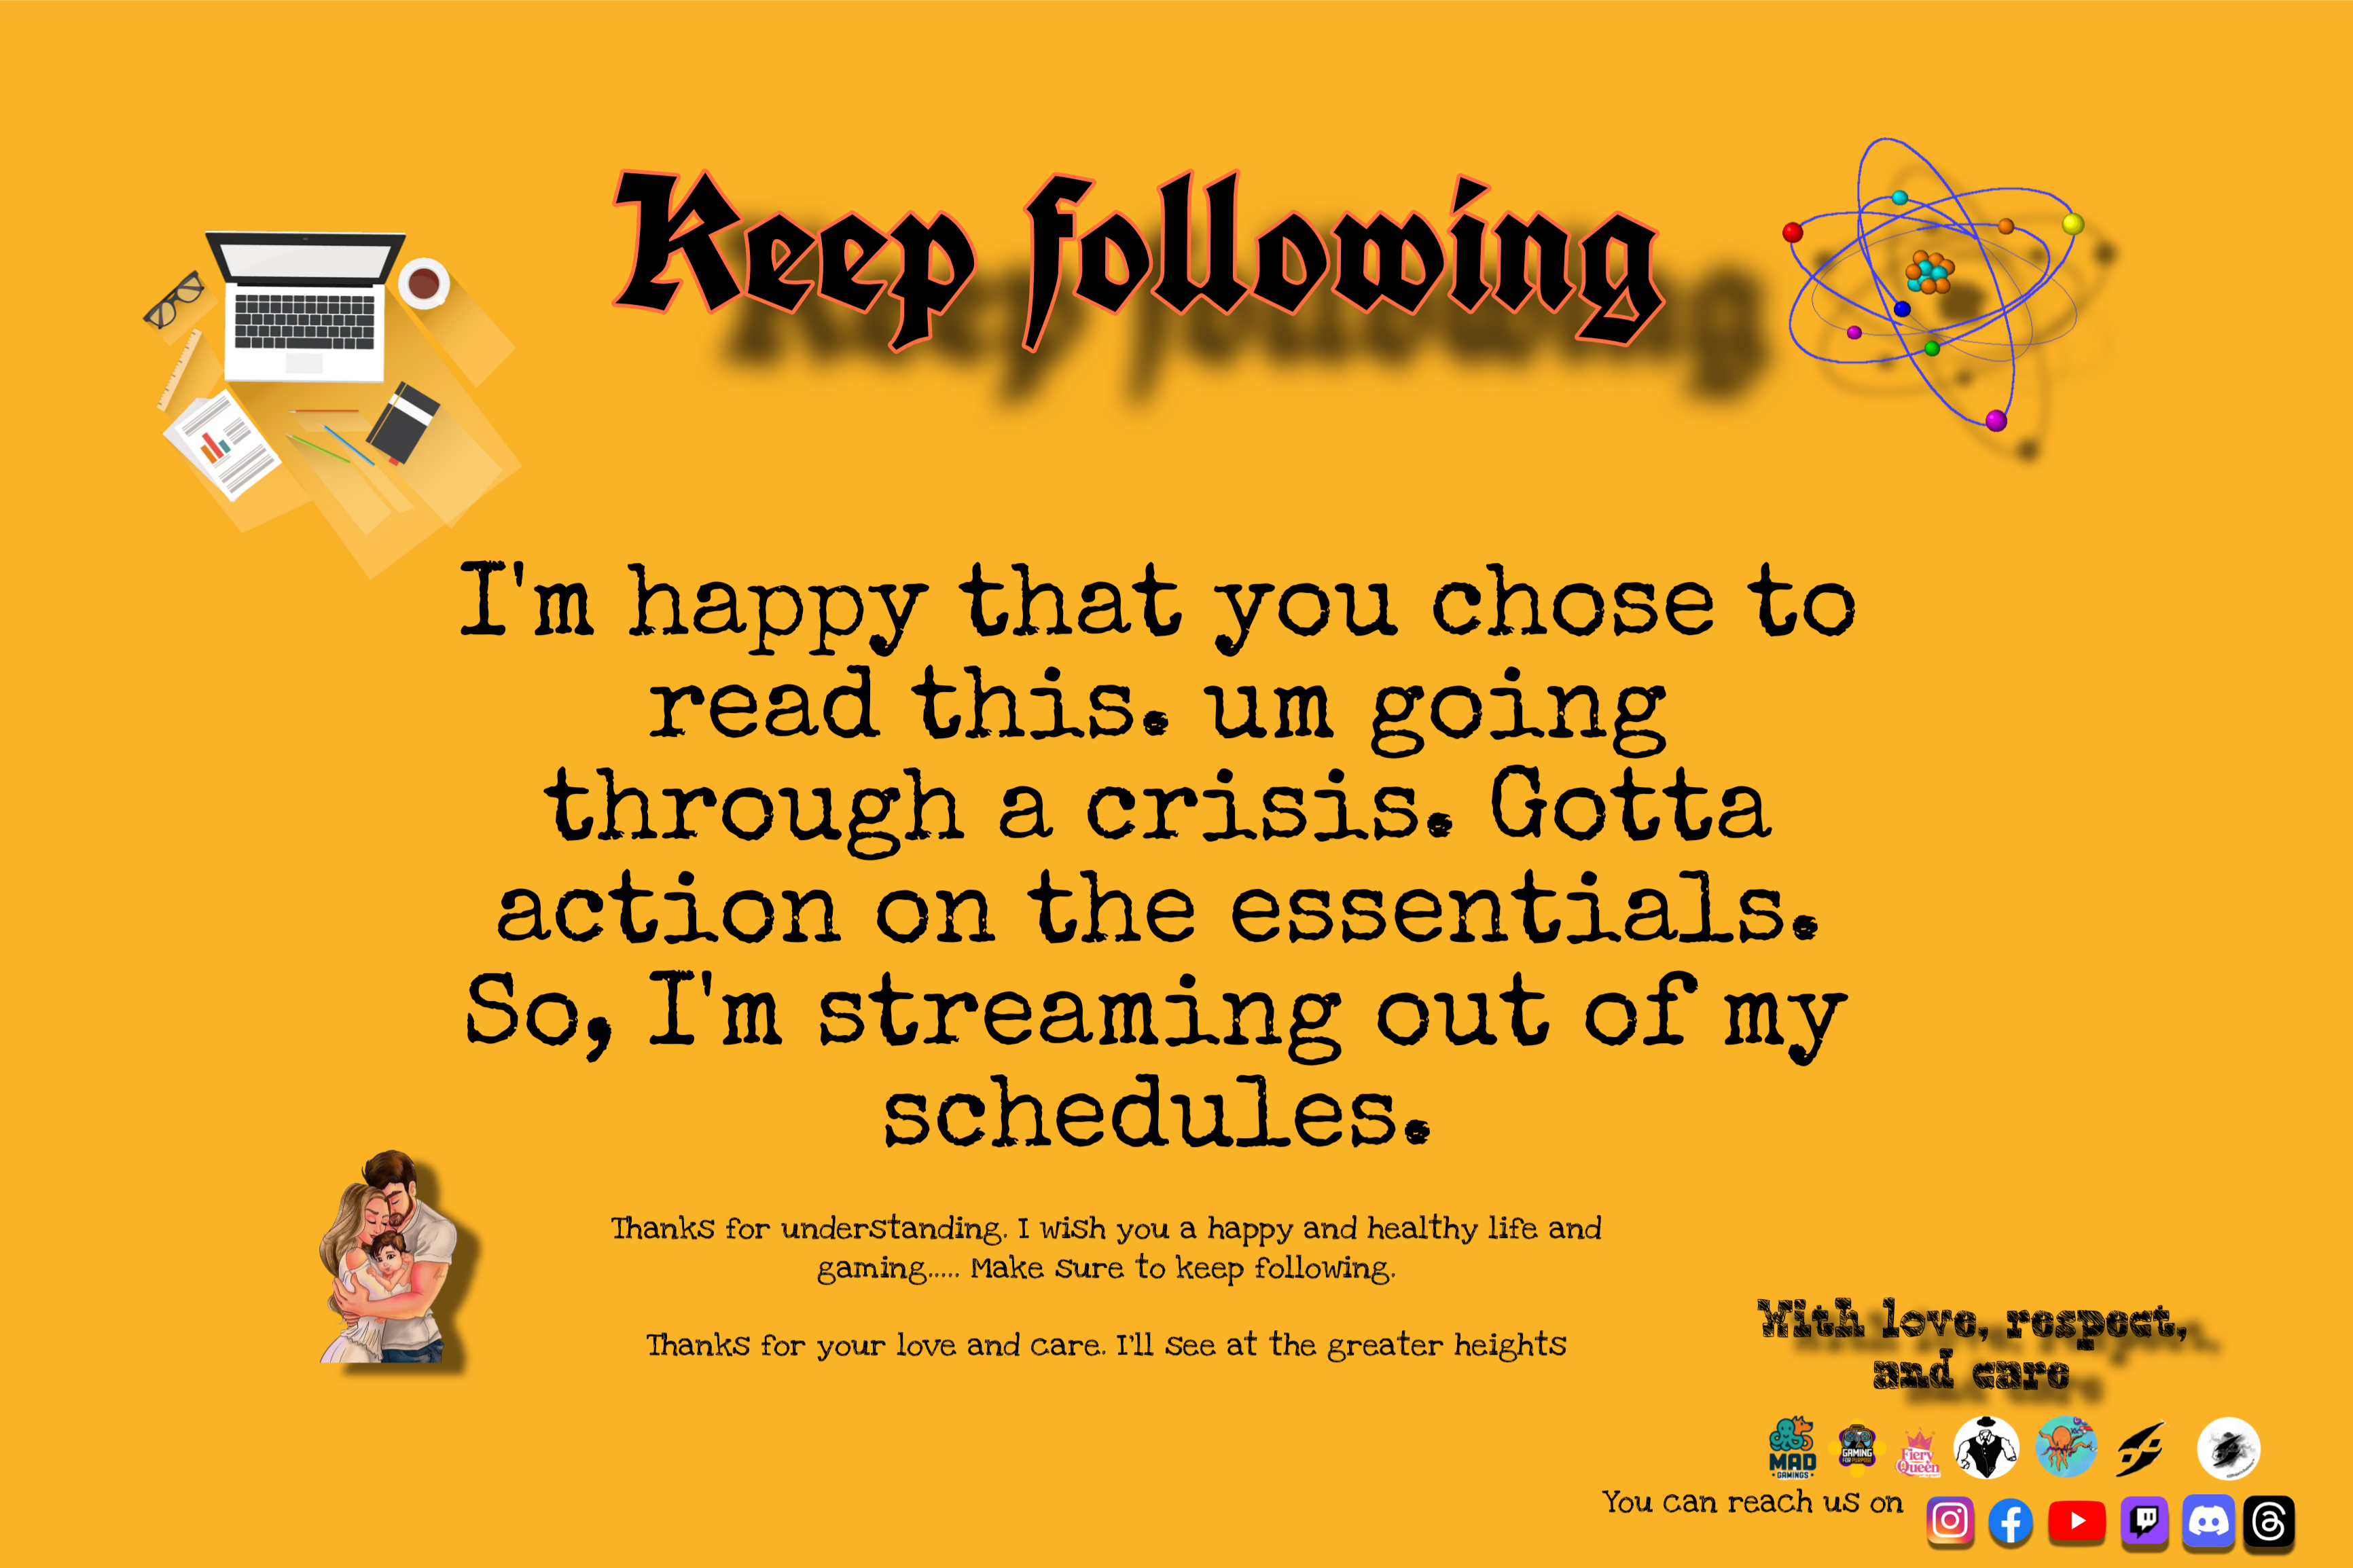 Keep following
I'm happy that you chose to
read this. um going
through a crisis. Gotta
action on the essentials.
So, I'm streaming out of my
schedules.
Thanks for understanding. I wish you a happy and healthy life and
gaming..... Make sure to keep following.
Thanks for your love and care. I'll see at the greater heights
With love, respect,
and care
MAD
GAMINGS
GAMING
FOR PURPOSE
Fiery
Queen
You can reach us on